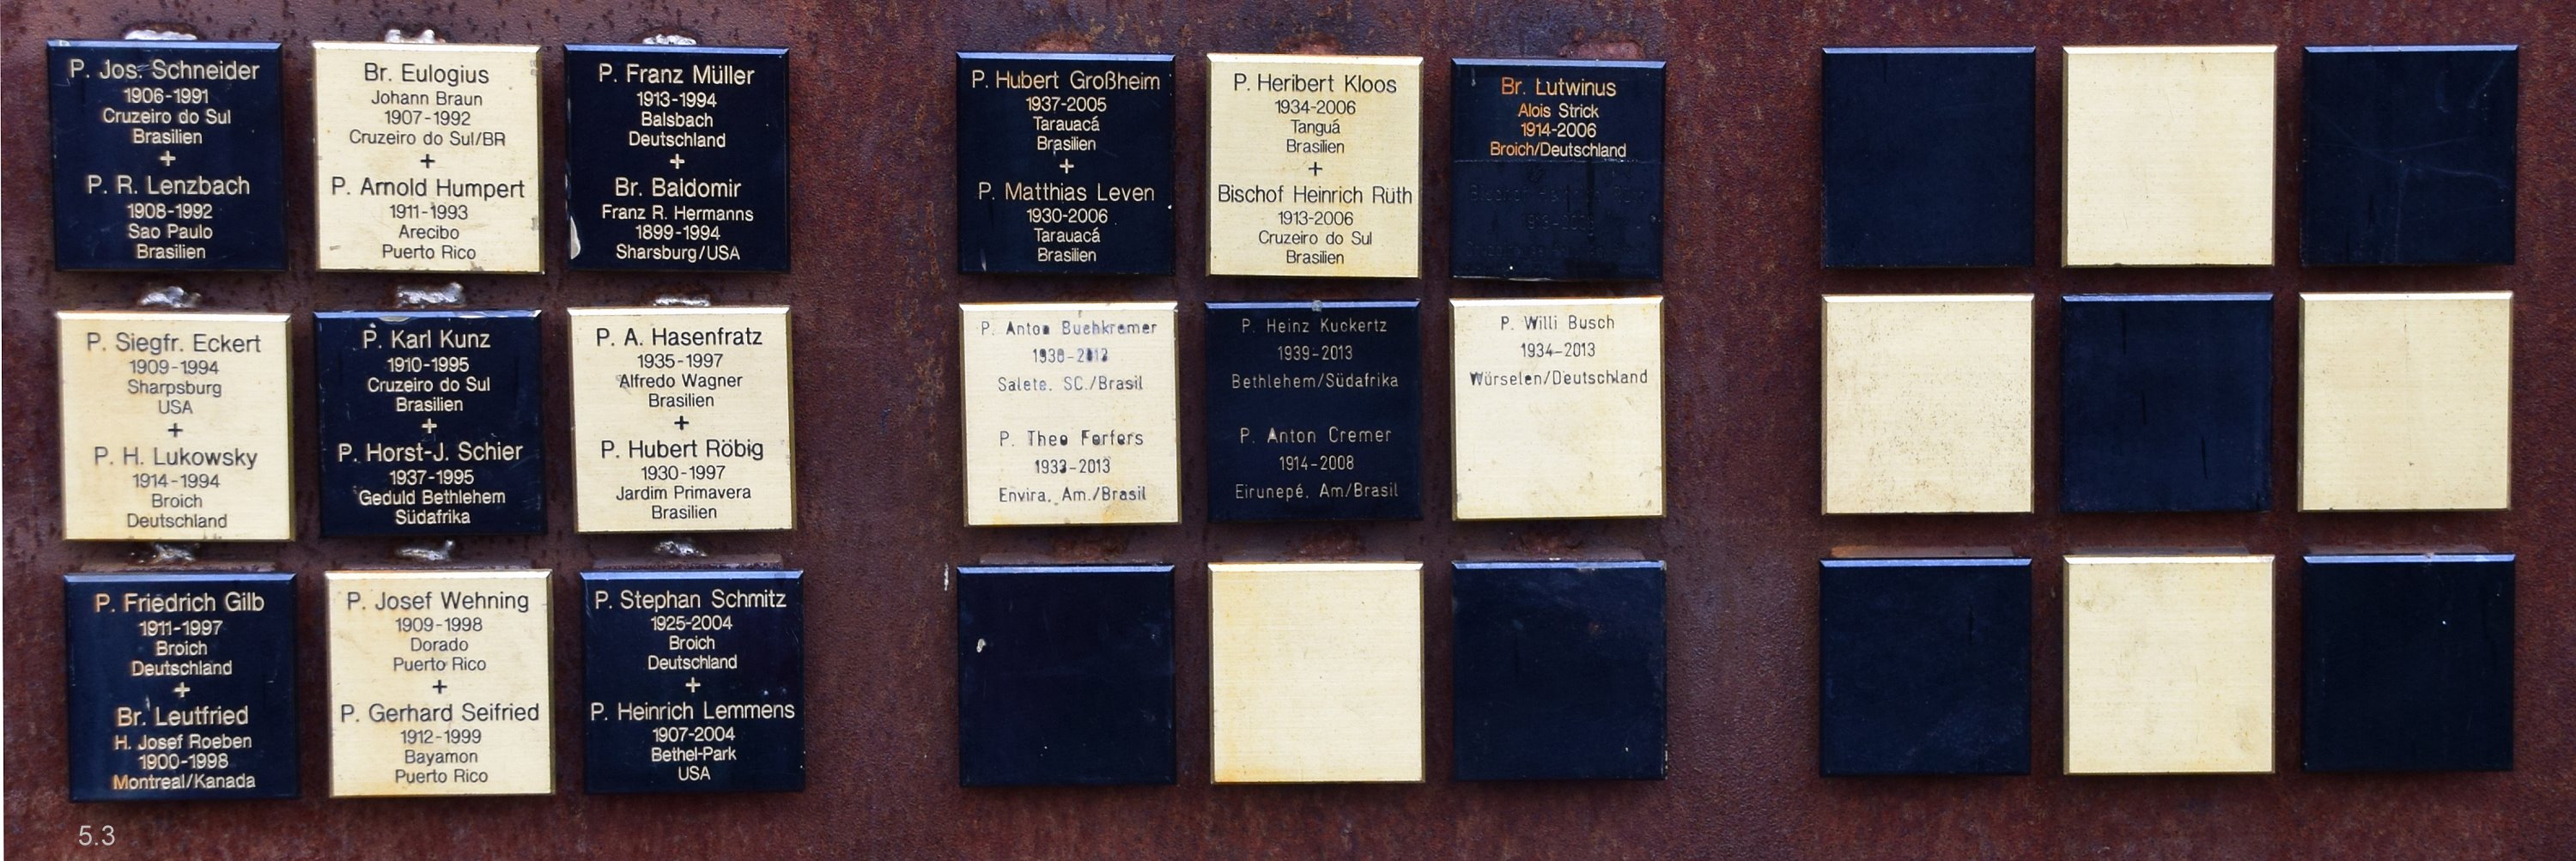 P. Jos. Schneider
1906-1991
Cruzeiro do Sul
Brasilien
+
P. R. Lenzbach
1908-1992
Sao Paulo
Brasilien
Br. Eulogius
Johann Braun
1907-1992
Cruzeiro do Sul/BR
+
P. Arnold Humpert
1911-1993
Arecibo
Puerto Rico
P. Franz Müller
1913-1994
Balsbach
Deutschland
+
Br. Baldomir
Franz R. Hermanns
1899-1994
Sharsburg/USA
P. Siegfr. Eckert
1909-1994
Sharpsburg
USA
+
P. H. Lukowsky
1914-1994
Broich
Deutschland
P. Karl Kunz
1910-1995
Cruzeiro do Sul
Brasilien
+
P. Horst-J. Schier
1937-1995
Geduld Bethlehem
Südafrika
P. A. Hasenfratz
1935-1997
Alfredo Wagner
Brasilien
+
P. Hubert Röbig
1930-1997
Jardim Primavera
Brasilien
P. Friedrich Gilb
1911-1997
Broich
Deutschland
+
Br. Leutfried
H. Josef Roeben
1900-1998
Montreal/Kanada
P. Josef Wehning
1909-1998
Dorado
Puerto Rico
+
P. Gerhard Seifried
1912-1999
Bayamon
Puerto Rico
P. Stephan Schmitz
1925-2004
Broich
Deutschland
+
P. Heinrich Lemmens
1907-2004
Bethel-Park
USA
P. Hubert Großheim
1937-2005
Tarauacá
Brasilien
+
P. Matthias Leven
1930-2006
Tarauacá
Brasilien
P. Heribert Kloos
1934-2006
Tanguá
Brasilien
+
Bischof Heinrich Rüth
1913-2006
Cruzeiro do Sul
Brasilien
Br. Lutwinus
Alois Strick
1914-2006
Broich/Deutschland
P. Anton
Salete, SC./Brasil
P. Theo Ferfers
1933-2013
Envira, Am./Brasil
P. Heinz Kuckertz
1939-2013
Bethlehem/Südafrika
P. Anton Cremer
1914-2008
Eirunepé, Am/Brasil
P. Willi Busch
1934-2013
Würselen/Deutschland
5.3